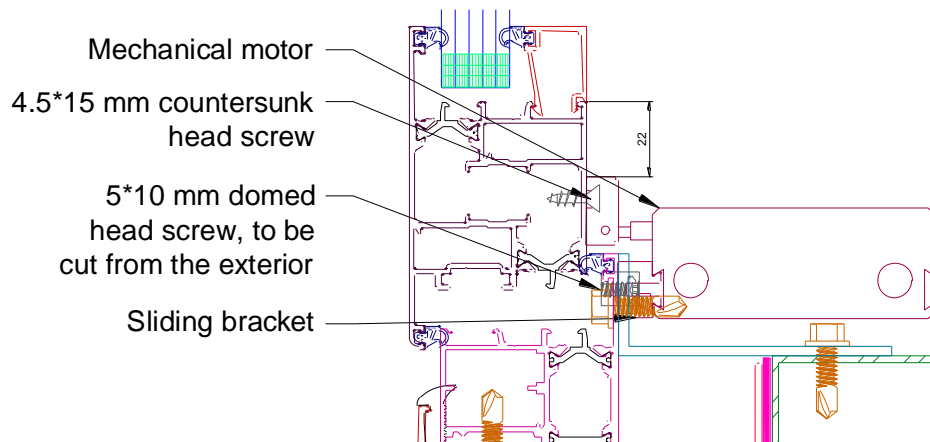 Mechanical motor
4.5*15 mm countersunk
head screw
22
5*10 mm domed
head screw, to be
cut from the exterior
Sliding bracket